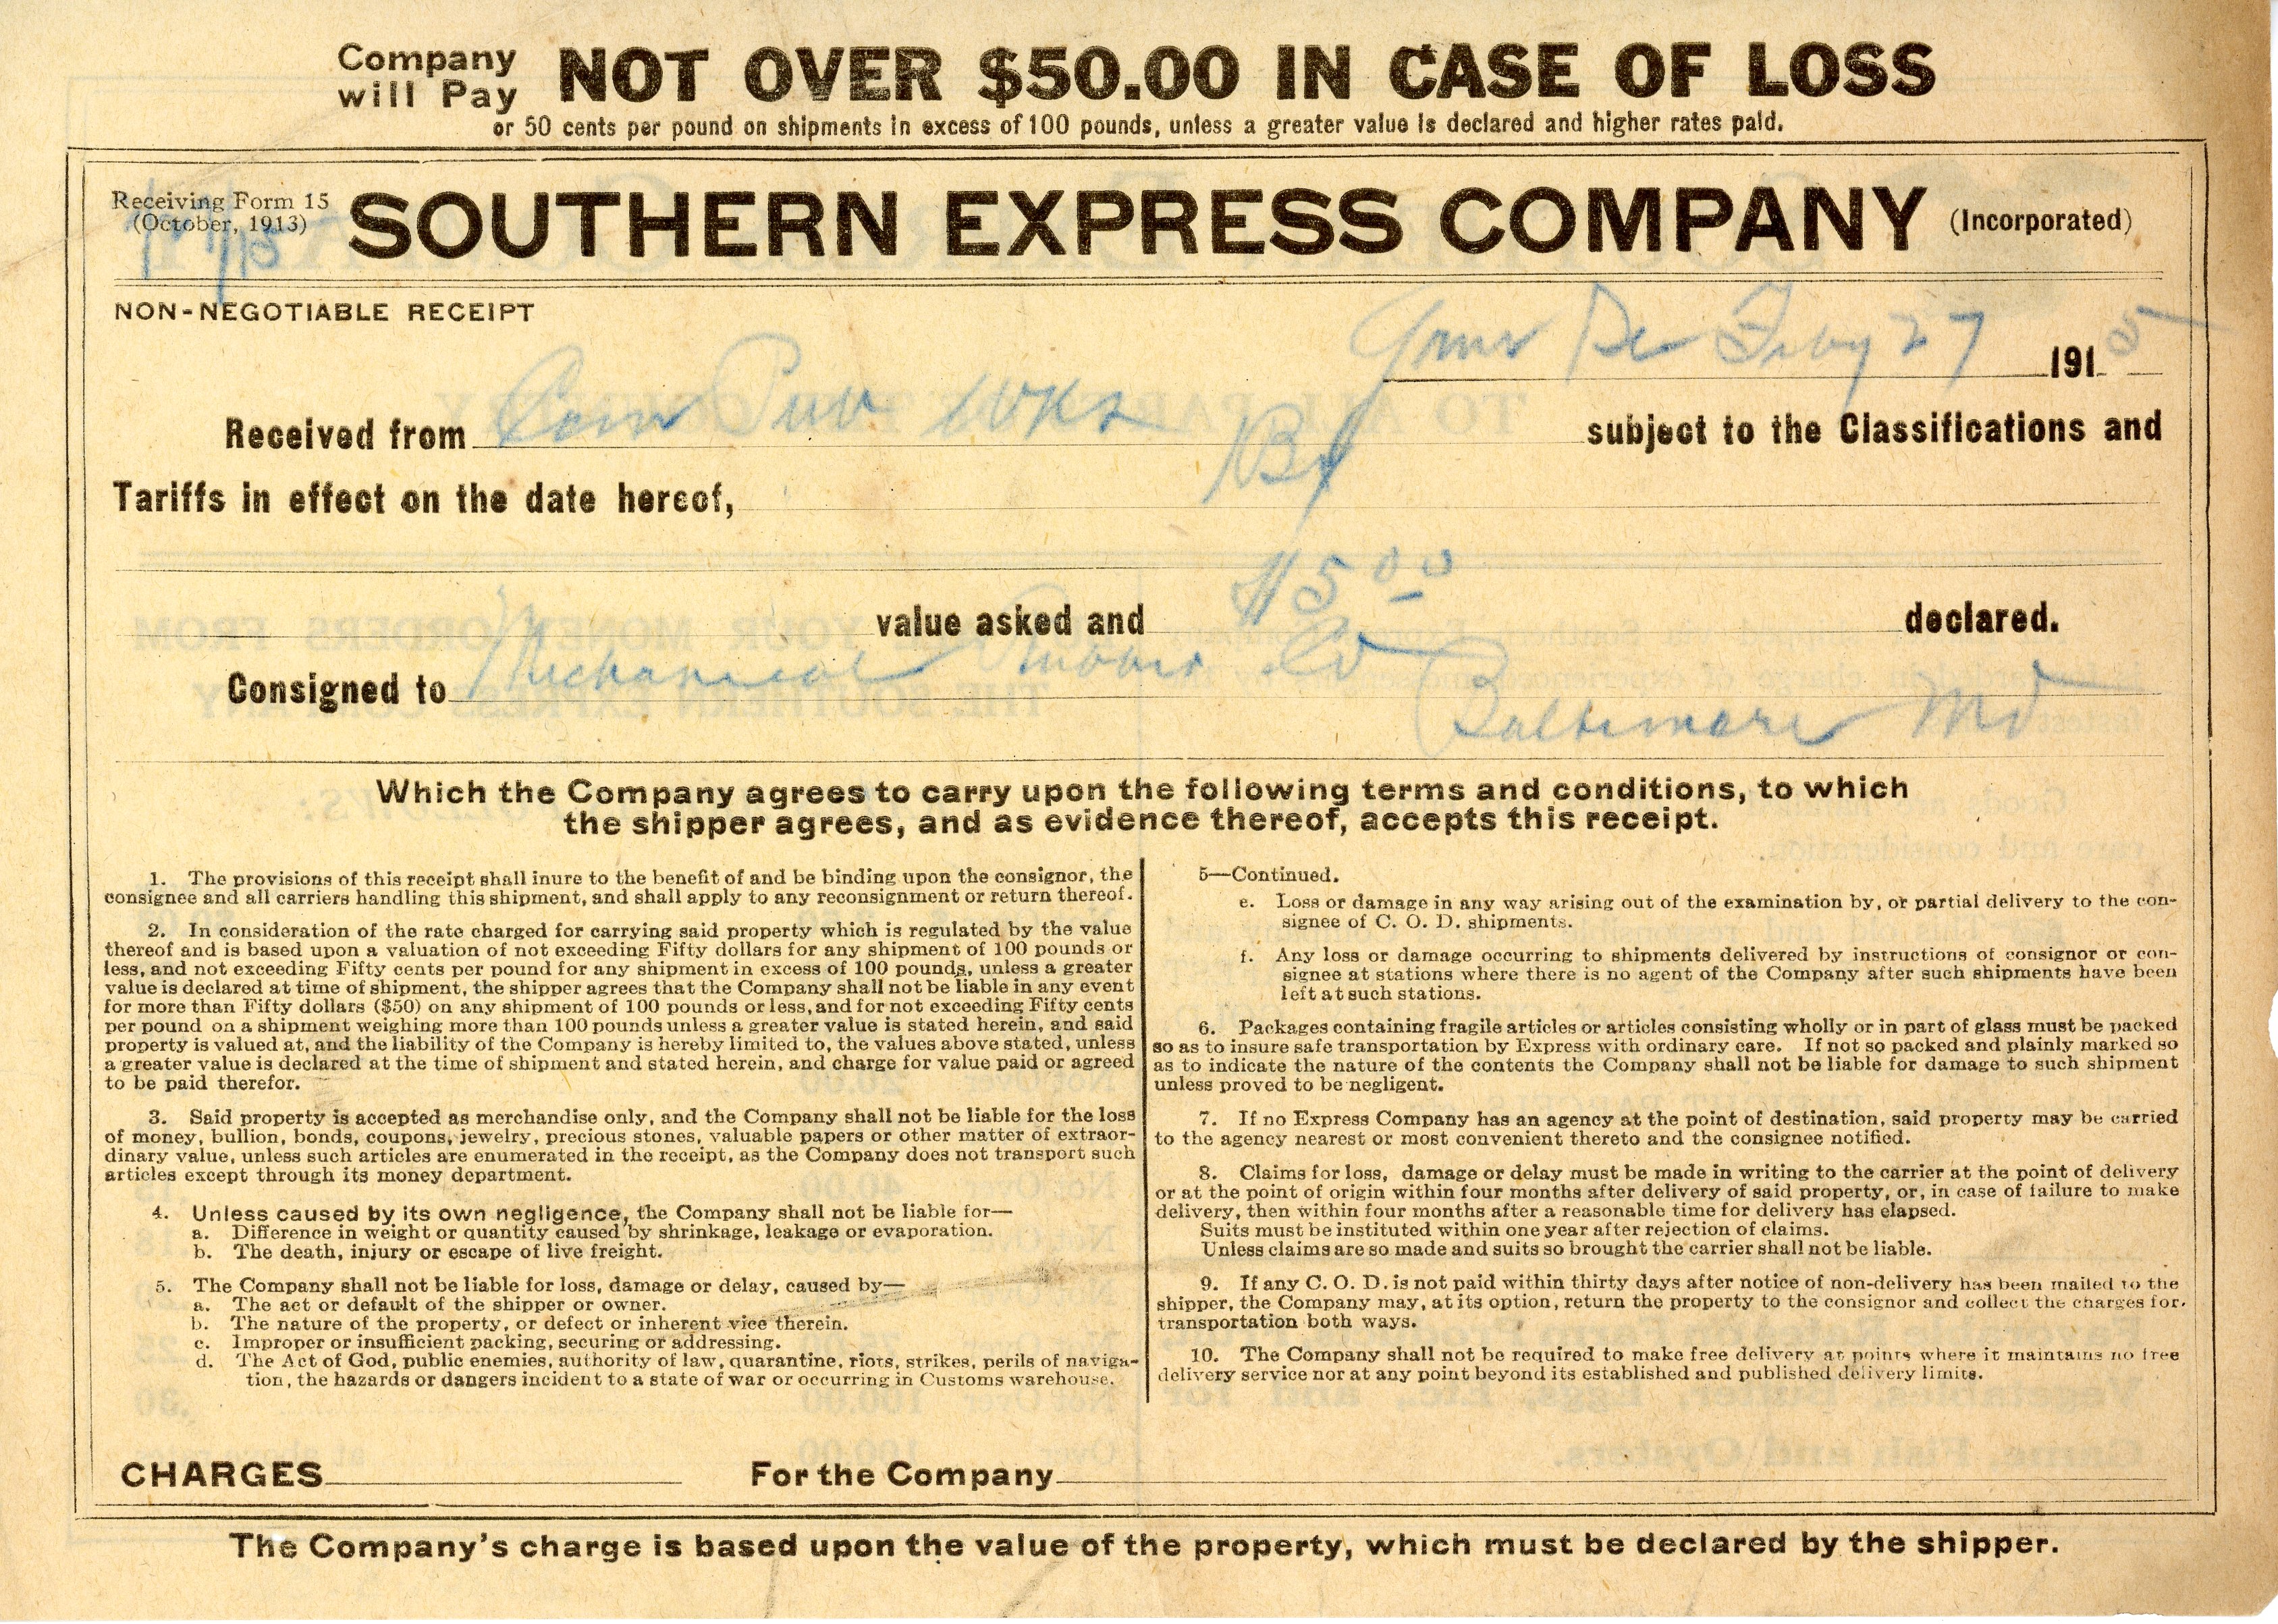 Company will Pay NOT OVER $50.00 IN CASE OF LOSS
or 50 cents per pound on shipments in excess of 100 pounds, unless a greater value is declared and higher rates paid.
Receiving Form 15
(October, 1913)
SOUTHERN EXPRESS COMPANY (Incorporated)
NON-NEGOTIABLE RECEIPT
Feby 27 1915
Received from Com Pub Wks subject to the Classifications and
Tariffs in effect on the date hereof, Bx
value asked and $5 00 declared.
Consigned to Mechanical Rubber Co
Baltimore Md
Which the Company agrees to carry upon the following terms and conditions, to which
the shipper agrees, and as evidence thereof, accepts this receipt.
1. The provisions of this receipt shall inure to the benefit of and be binding upon the consignor, the
consignee and all carriers handling this shipment, and shall apply to any reconsignment or return thereof.
2. In consideration of the rate charged for carrying said property which is regulated by the value
thereof and is based upon a valuation of not exceeding Fifty dollars for any shipment of 100 pounds or
less, and not exceeding Fifty cents per pound for any shipment in excess of 100 pounds, unless a greater
value is declared at time of shipment, the shipper agrees that the Company shall not be liable in any event
for more than Fifty dollars ($50) on any shipment of 100 pounds or less, and for not exceeding Fifty cents
per pound on a shipment weighing more than 100 pounds unless a greater value is stated herein, and said
property is valued at, and the liability of the Company is hereby limited to, the values above stated, unless
a greater value is declared at the time of shipment and stated herein, and charge for value paid or agreed
to be paid therefor.
3. Said property is accepted as merchandise only, and the Company shall not be liable for the loss
of money, bullion, bonds, coupons, jewelry, precious stones, valuable papers or other matter of extraor-
dinary value, unless such articles are enumerated in the receipt, as the Company does not transport such
articles except through its money department.
4. Unless caused by its own negligence, the Company shall not be liable for—
a. Difference in weight or quantity caused by shrinkage, leakage or evaporation.
b. The death, injury or escape of live freight.
5. The Company shall not be liable for loss, damage or delay, caused by—
a. The act or default of the shipper or owner.
b. The nature of the property, or defect or inherent vice therein.
c. Improper or insufficient packing, securing or addressing.
d. The Act of God, public enemies, authority of law, quarantine, riots, strikes, perils of naviga-
tion, the hazards or dangers incident to a state of war or occurring in Customs warehouse.
5—Continued.
e. Loss or damage in any way arising out of the examination by, or partial delivery to the con-
signee of C. O. D. shipments.
f. Any loss or damage occurring to shipments delivered by instructions of consignor or con-
signee at stations where there is no agent of the Company after such shipments have been
left at such stations.
6. Packages containing fragile articles or articles consisting wholly or in part of glass must be packed
so as to insure safe transportation by Express with ordinary care. If not so packed and plainly marked so
as to indicate the nature of the contents the Company shall not be liable for damage to such shipment
unless proved to be negligent.
7. If no Express Company has an agency at the point of destination, said property may be carried
to the agency nearest or most convenient thereto and the consignee notified.
8. Claims for loss, damage or delay must be made in writing to the carrier at the point of delivery
or at the point of origin within four months after delivery of said property, or, in case of failure to make
delivery, then within four months after a reasonable time for delivery has elapsed.
Suits must be instituted within one year after rejection of claims.
Unless claims are so made and suits so brought the carrier shall not be liable.
9. If any C. O. D. is not paid within thirty days after notice of non-delivery has been mailed to the
shipper, the Company may, at its option, return the property to the consignor and collect the charges for
transportation both ways.
10. The Company shall not be required to make free delivery at points where it maintains no free
delivery service nor at any point beyond its established and published delivery limits.
CHARGES For the Company
The Company's charge is based upon the value of the property, which must be declared by the shipper.